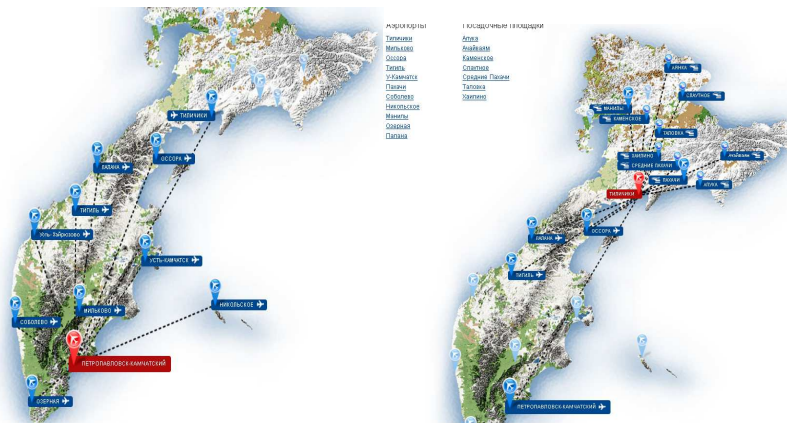 Аэропорты
Тиличики
Мильково
Оссора
Тигиль
У-Камчатск
Пахачи
Соболево
Никольское
Манилы
Озерная
Палана
Посадочные площадки
Апука
Ачайваям
Каменское
Слаутное
Средние Пахачи
Таловка
Хаилино
ТИЛИЧИКИ
ОССОРА
ПАЛАНА
ТИГИЛЬ
Усть-Хайрюзово
УСТЬ-КАМЧАТСК
НИКОЛЬСКОЕ
МИЛЬКОВО
СОБОЛЕВО
ПЕТРОПАВЛОВСК-КАМЧАТСКИЙ
ОЗЕРНАЯ
АЯНКА
СЛАУТНОЕ
МАНИЛЫ
КАМЕНСКОЕ
ТАЛОВКА
ХАИЛИНО
АЧАЙВАЯМ
СРЕДНИЕ ПАХАЧИ
ПАХАЧИ
АПУКА
ТИЛИЧИКИ
ОССОРА
ПАЛАНА
ТИГИЛЬ
ПЕТРОПАВЛОВСК-КАМЧАТСКИЙ